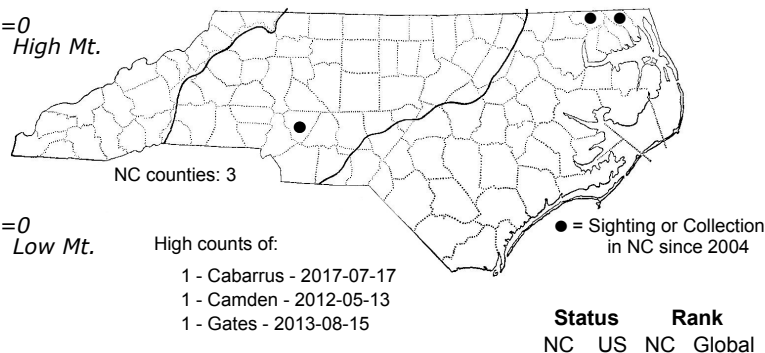 =0
High Mt.
NC counties: 3
=0
Low Mt.
High counts of:
1 - Cabarrus - 2017-07-17
1 - Camden - 2012-05-13
1 - Gates - 2013-08-15
● = Sighting or Collection
in NC since 2004
Status Rank
NC US NC Global